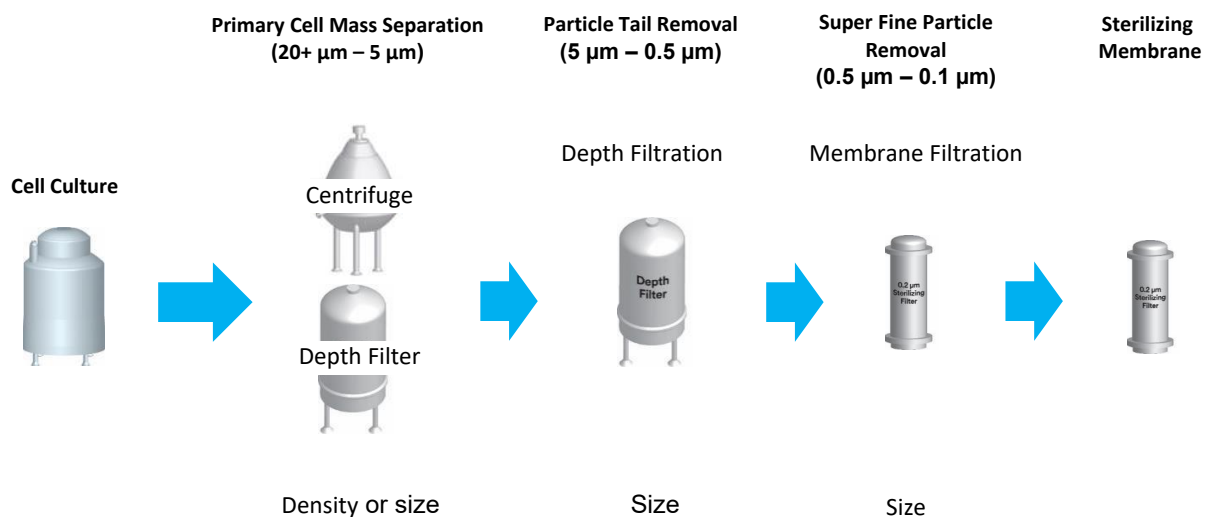 Primary Cell Mass Separation
(20+ μm – 5 μm)
Particle Tail Removal
(5 μm – 0.5 μm)
Super Fine Particle
Removal
(0.5 μm – 0.1 μm)
Sterilizing
Membrane
Cell Culture
Centrifuge
Depth Filter
Depth Filtration
Depth
Filter
Membrane Filtration
0.2 μm
Sterilizing
Filter
0.2 μm
Sterilizing
Filter
Density or size
Size
Size